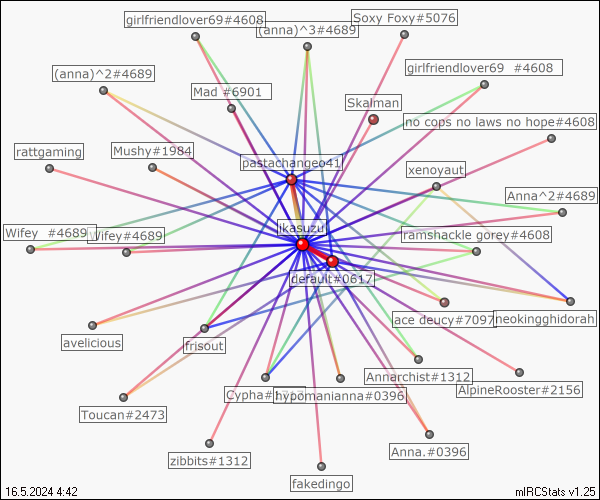 girlfriendlover69#4608
Soxy Foxy#5076
(anna)^3#4689
(anna)^2#4689
girlfriendlover69 #4608
Mad #6901
Skalman
no cops no laws no hope#4608
rattgaming
Mushy#1984
pastachangeo41
xenoyaut
Anna^2#4689
Wifey #4689
Wifey#4689
ikasuzu
ramshackle gorey#4608
default#0617
ace deucy#7097
neokingghidorah
avelicious
frisout
Annarchist#1312
AlpineRooster#2156
hypomanianna#0396
Toucan#2473
Anna.#0396
zibbits#1312
fakedingo
16.5.2024 4:42
mIRCStats v1.25